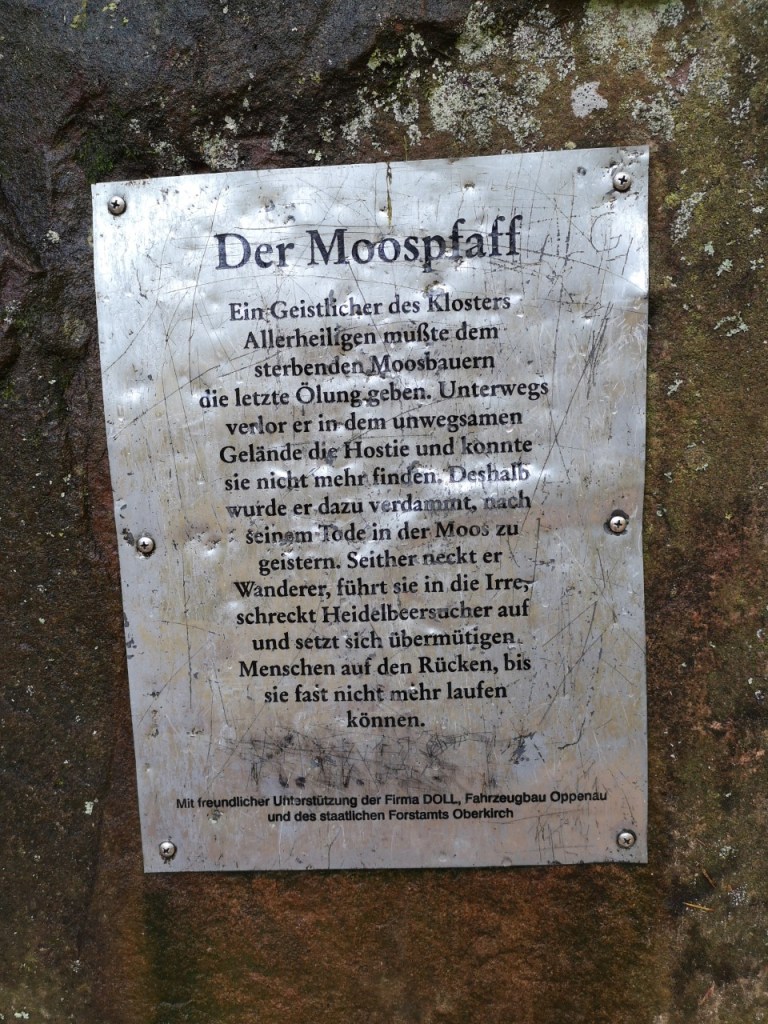 Der Moospfaff
Ein Geistlicher des Klosters
Allerheiligen mußte dem
sterbenden Moosbauern
die letzte Ölung geben. Unterwegs
verlor er in dem unwegsamen
Gelände die Hostie und konnte
sie nicht mehr finden. Deshalb
wurde er dazu verdammt, nach
seinem Tode in der Moos zu
geistern. Seither neckt er
Wanderer, führt sie in die Irre,
schreckt Heidelbeersucher auf
und setzt sich übermütigen
Menschen auf den Rücken, bis
sie fast nicht mehr laufen
können.
Mit freundlicher Unterstützung der Firma DOLL, Fahrzeugbau Oppenau
und des staatlichen Forstamts Oberkirch